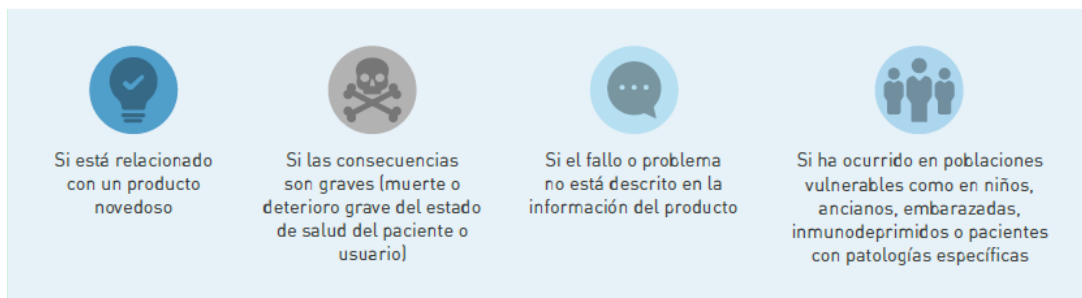 Si está relacionado
con un producto
novedoso
Si las consecuencias
son graves (muerte o
deterioro grave del estado
de salud del paciente o
usuario)
Si el fallo o problema
no está descrito en la
información del producto
Si ha ocurrido en poblaciones
vulnerables como en niños,
ancianos, embarazadas,
inmunodeprimidos o pacientes
con patologías específicas